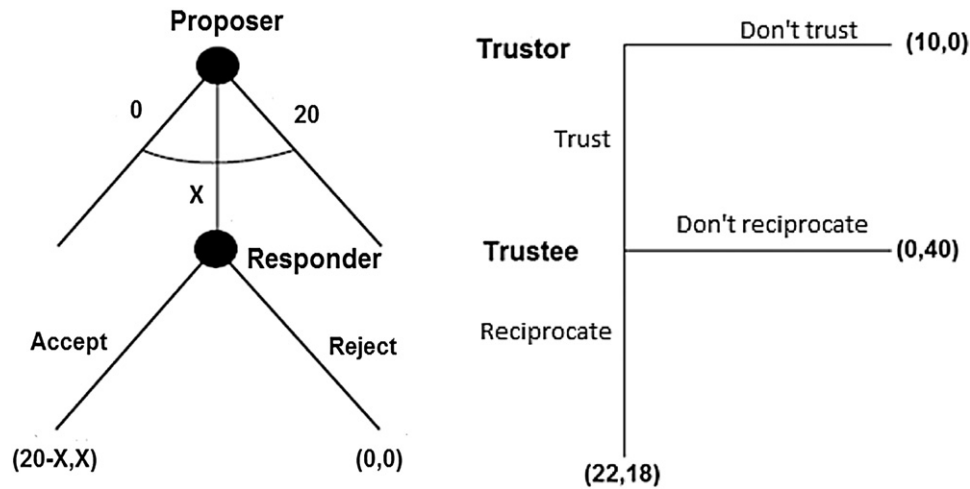 Proposer
0
20
X
Responder
Accept
Reject
(20-X,X)
(0,0)
Trustor
Don't trust
(10,0)
Trust
Don't reciprocate
Trustee
(0,40)
Reciprocate
(22,18)